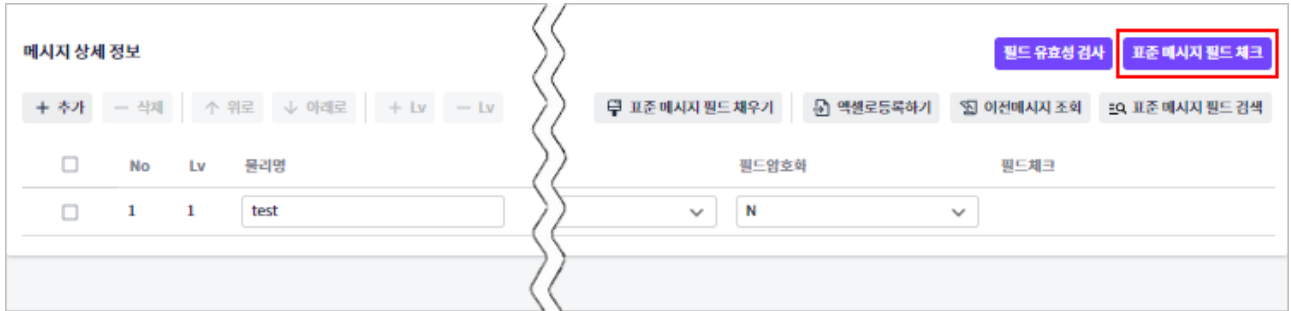 메시지 상세 정보 필드 유효성 검사 표준 메시지 필드 체크
+ 추가 − 삭제 ↑ 위로 ↓ 아래로 + Lv − Lv 표준 메시지 필드 채우기 엑셀로등록하기 이전메시지 조회 표준 메시지 필드 검색
No Lv 물리명 필드암호화 필드체크
1 1 test N